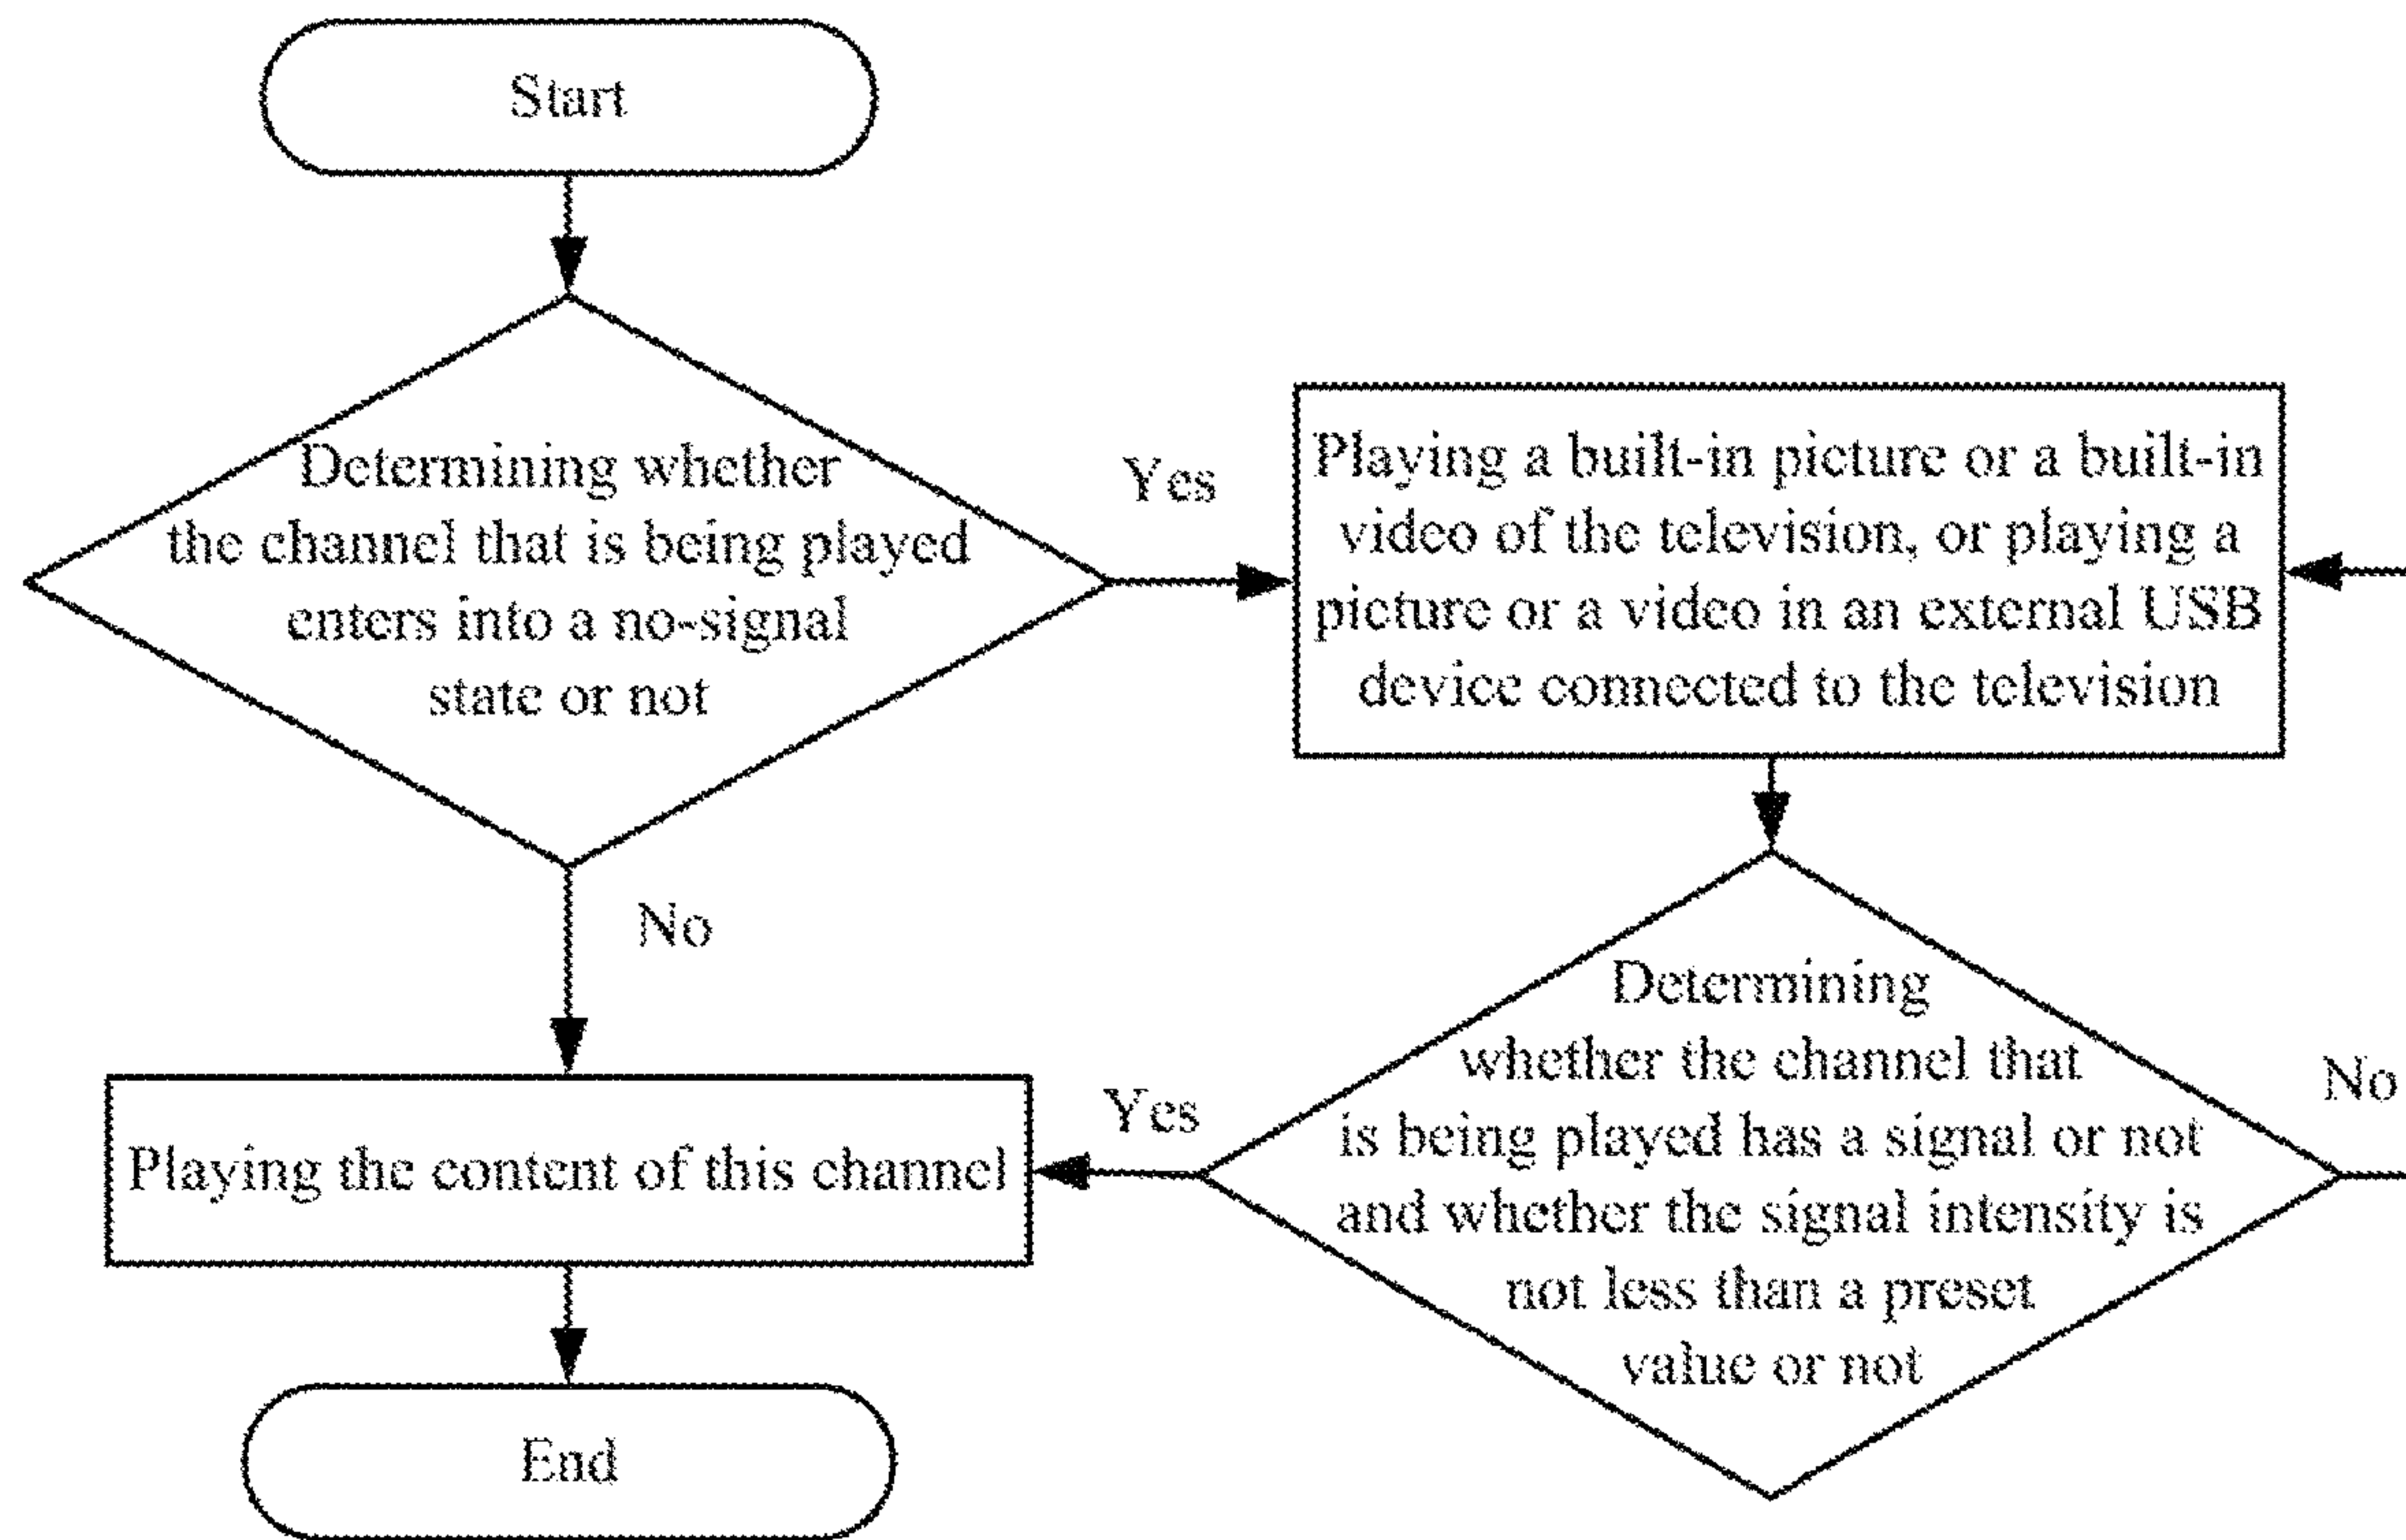 Start
Determining whether
the channel that is being played
enters into a no-signal
state or not
Yes
Playing a built-in picture or a built-in
video of the television, or playing a
picture or a video in an external USB
device connected to the television
No
Determining
whether the channel that
is being played has a signal or not
and whether the signal intensity is
not less than a preset
value or not
No
Yes
Playing the content of this channel
End